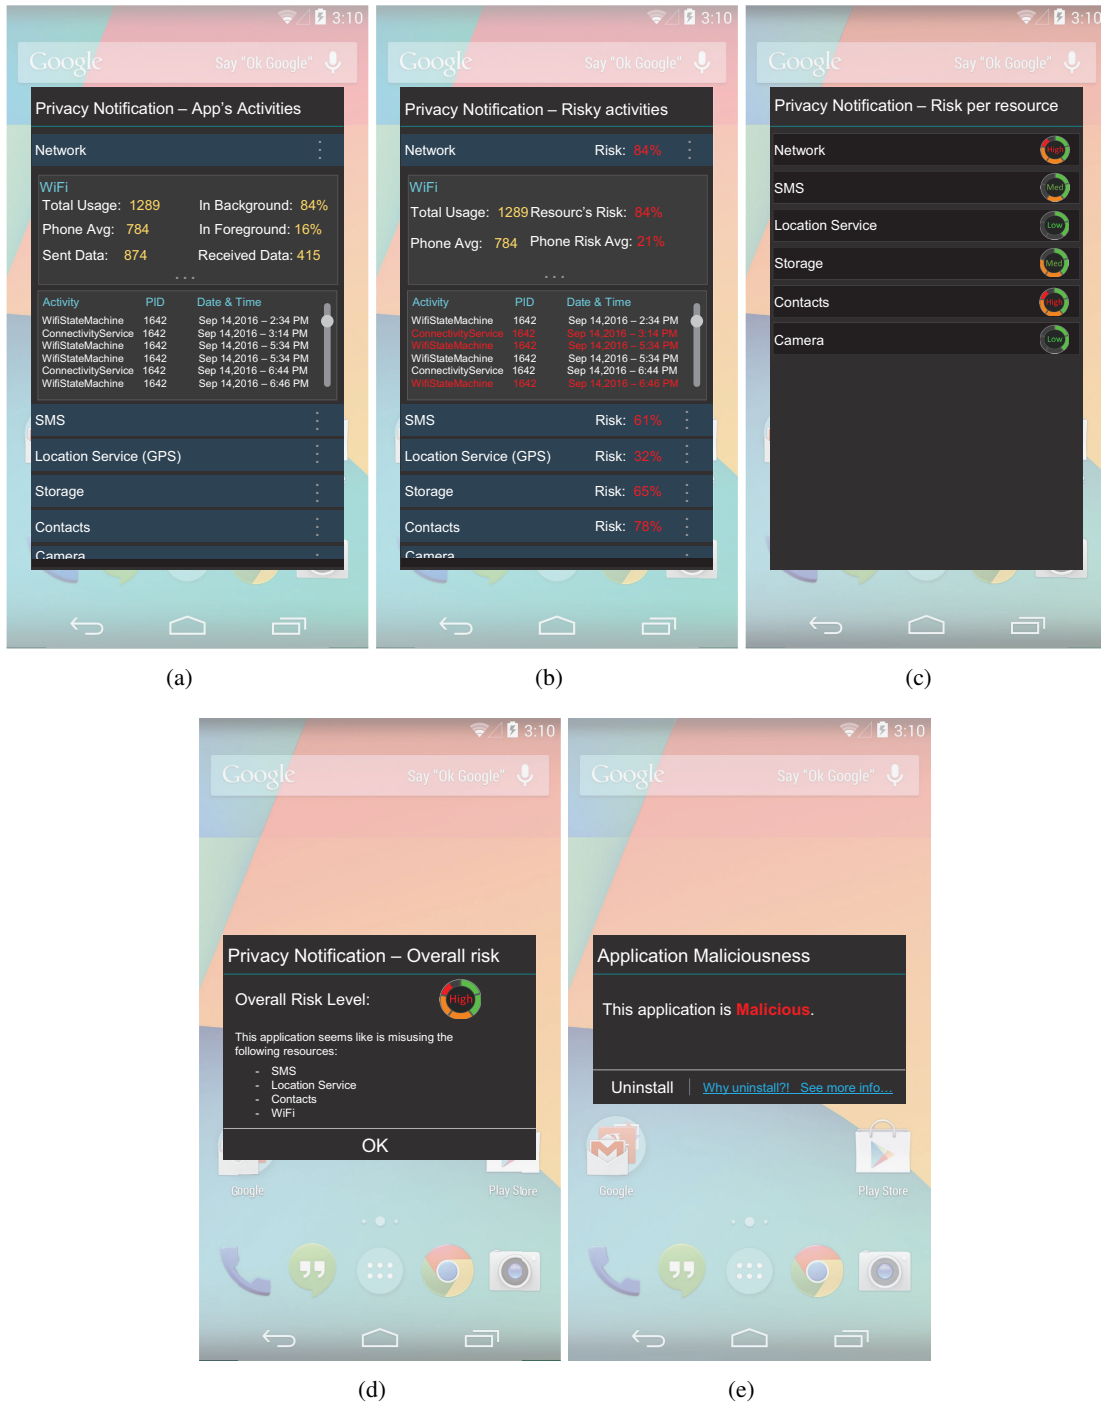 3:10
Google Say "Ok Google"
Privacy Notification – App's Activities
Network
WiFi
Total Usage: 1289 In Background: 84%
Phone Avg: 784 In Foreground: 16%
Sent Data: 874 Received Data: 415
...
Activity PID Date & Time
WifiStateMachine 1642 Sep 14,2016 – 2:34 PM
ConnectivityService 1642 Sep 14,2016 – 3:14 PM
WifiStateMachine 1642 Sep 14,2016 – 5:34 PM
WifiStateMachine 1642 Sep 14,2016 – 5:34 PM
ConnectivityService 1642 Sep 14,2016 – 6:44 PM
WifiStateMachine 1642 Sep 14,2016 – 6:46 PM
SMS
Location Service (GPS)
Storage
Contacts
Camera
(a)
3:10
Google Say "Ok Google"
Privacy Notification – Risky activities
Network Risk: 84%
WiFi
Total Usage: 1289 Resourc's Risk: 84%
Phone Avg: 784 Phone Risk Avg: 21%
...
Activity PID Date & Time
WifiStateMachine 1642 Sep 14,2016 – 2:34 PM
ConnectivityService 1642 Sep 14,2016 – 3:14 PM
WifiStateMachine 1642 Sep 14,2016 – 5:34 PM
WifiStateMachine 1642 Sep 14,2016 – 5:34 PM
ConnectivityService 1642 Sep 14,2016 – 6:44 PM
WifiStateMachine 1642 Sep 14,2016 – 6:46 PM
SMS Risk: 61%
Location Service (GPS) Risk: 32%
Storage Risk: 65%
Contacts Risk: 78%
Camera
(b)
3:10
Google Say "Ok Google"
Privacy Notification – Risk per resource
Network High
SMS Med
Location Service Low
Storage Med
Contacts High
Camera Low
(c)
3:10
Google Say "Ok Google"
Privacy Notification – Overall risk
Overall Risk Level: High
This application seems like is misusing the
following resources:
- SMS
- Location Service
- Contacts
- WiFi
OK
Google Play Store
(d)
3:10
Google Say "Ok Google"
Application Maliciousness
This application is Malicious.
Uninstall Why uninstall?! See more info...
Google Play Store
(e)